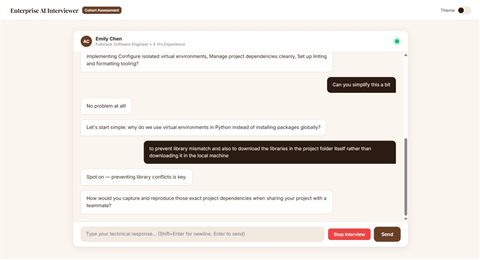 Enterprise AI Interviewer
Cohort Assessment
Theme
AC
Emily Chen
Fullstack Software Engineer • 4 Yrs Experience
implementing Configure isolated virtual environments, Manage project dependencies cleanly, Set up linting
and formatting tooling?
Can you simplify this a bit
No problem at all!
Let's start simple: why do we use virtual environments in Python instead of installing packages globally?
to prevent library mismatch and also to download the libraries in the project folder itself rather than
downloading it in the local machine
Spot on — preventing library conflicts is key.
How would you capture and reproduce those exact project dependencies when sharing your project with a
teammate?
Type your technical response... (Shift+Enter for newline, Enter to send)
Stop Interview
Send